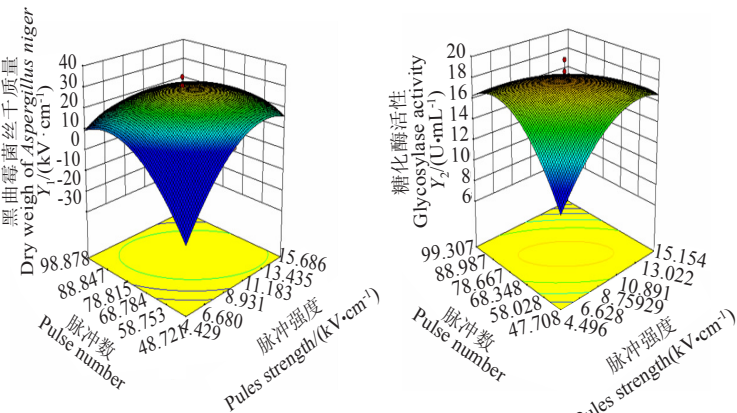 黑曲霉菌丝干质量
Dry weigh of Aspergillus niger
Y1/(kV·cm-1)
40
30
20
10
0
-10
-20
-30
98.878
88.847
78.815
68.784
58.753
48.721
脉冲数
Pulse number
15.686
13.435
11.183
8.931
6.680
4.429
脉冲强度
Pules strength/(kV•cm-1)
糖化酶活性
Glycosylase activity
Y2/(U·mL-1)
20
18
16
14
12
10
8
6
99.307
88.987
78.667
68.348
58.028
47.708
脉冲数
Pulse number
15.154
13.022
10.891
8.75929
6.628
4.496
脉冲强度
Pules strength(kV•cm-1)